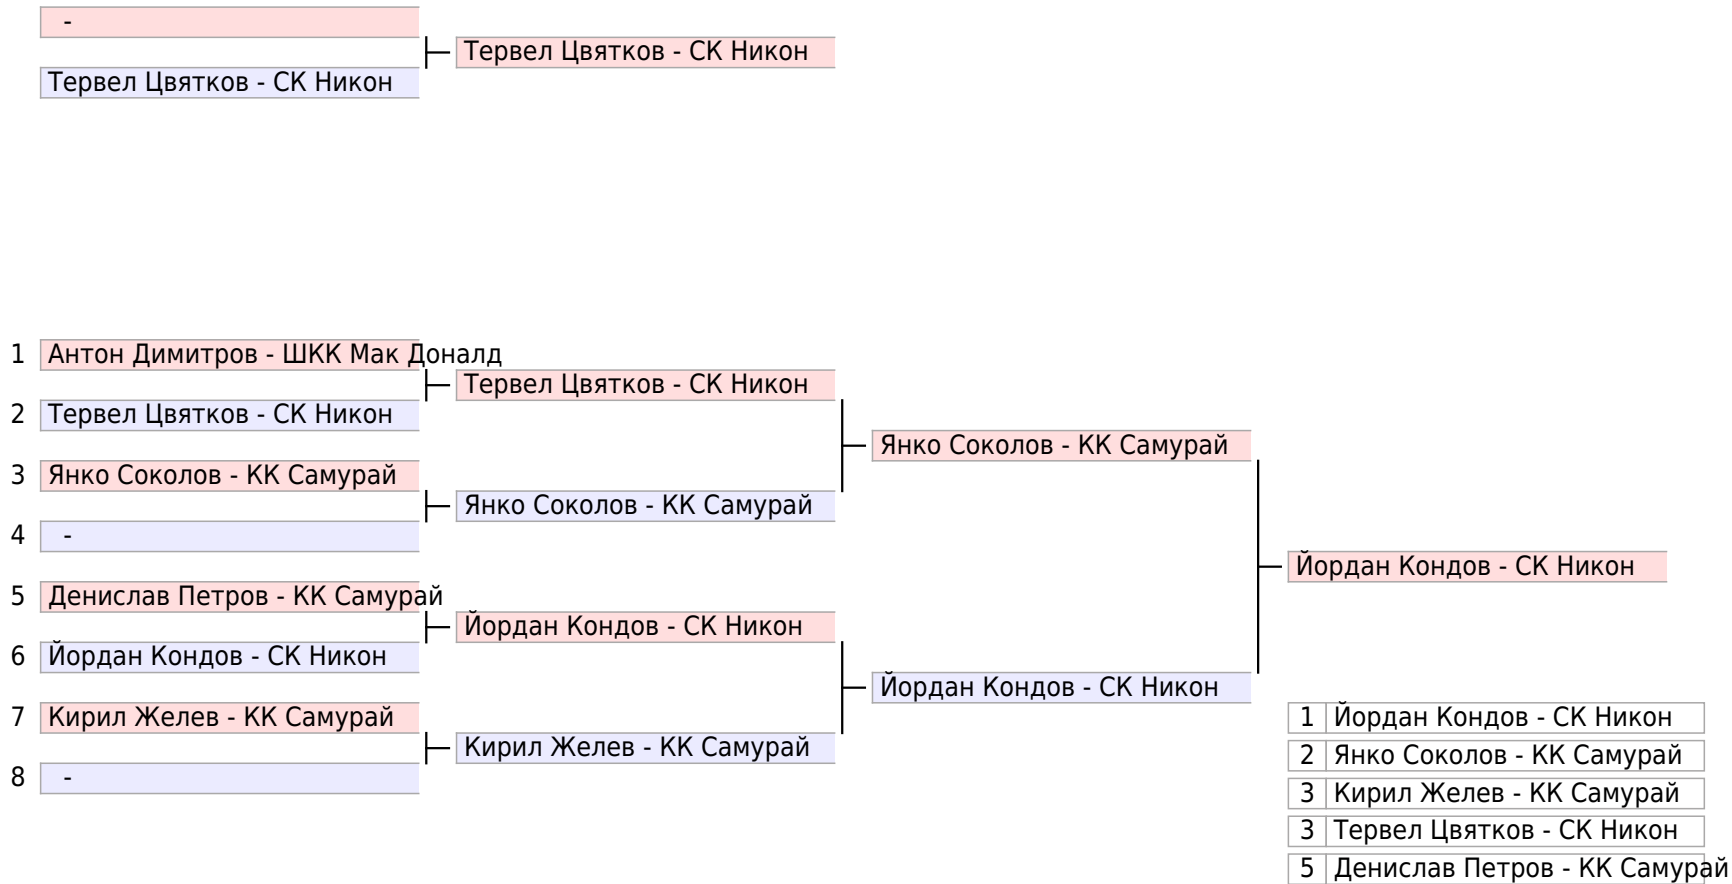 -
Тервел Цвятков - СК Никон
Тервел Цвятков - СК Никон
1 Антон Димитров - ШКК Мак Доналд
Тервел Цвятков - СК Никон
2 Тервел Цвятков - СК Никон
Янко Соколов - КК Самурай
3 Янко Соколов - КК Самурай
Янко Соколов - КК Самурай
4 -
Йордан Кондов - СК Никон
5 Денислав Петров - КК Самурай
Йордан Кондов - СК Никон
6 Йордан Кондов - СК Никон
Йордан Кондов - СК Никон
7 Кирил Желев - КК Самурай
Кирил Желев - КК Самурай
8 -
1 Йордан Кондов - СК Никон
2 Янко Соколов - КК Самурай
3 Кирил Желев - КК Самурай
3 Тервел Цвятков - СК Никон
5 Денислав Петров - КК Самурай